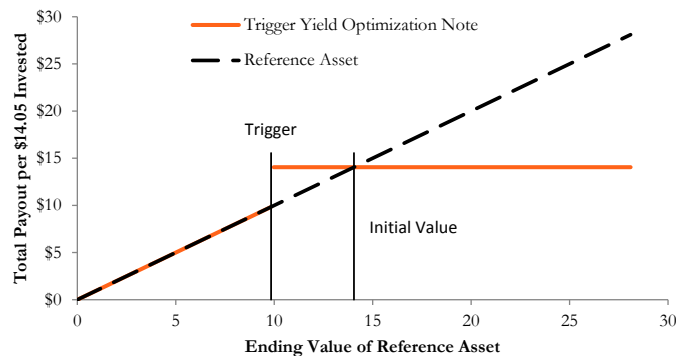 Trigger Yield Optimization Note
Reference Asset
Total Payout per $14.05 Invested
$30
$25
$20
$15
$10
$5
$0
Trigger
Initial Value
0
5
10
15
20
25
30
Ending Value of Reference Asset